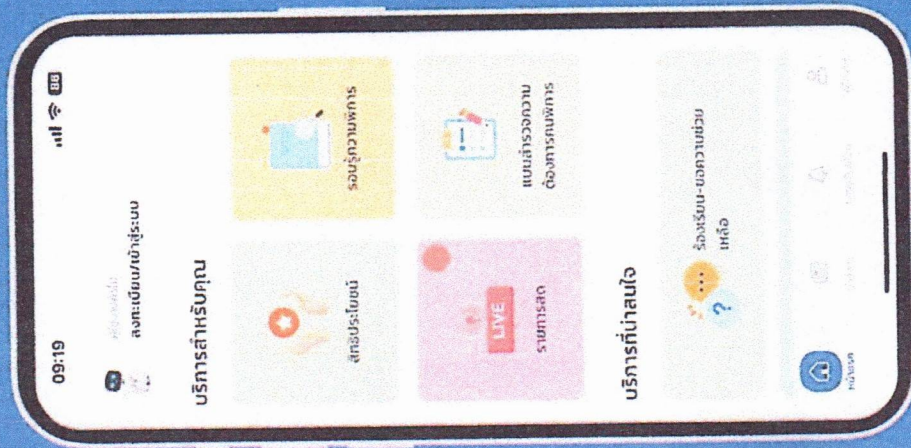 09:19
88
ลงทะเบียน/เข้าสู่ระบบ
บริการสำหรับคุณ
สิทธิประโยชน์
รอบรู้ความพิการ
LIVE
รายการสด
แบบสำรวจความ
ต้องการคนพิการ
บริการที่น่าสนใจ
ร้องเรียน-ขอความช่วย
เหลือ
หน้าแรก